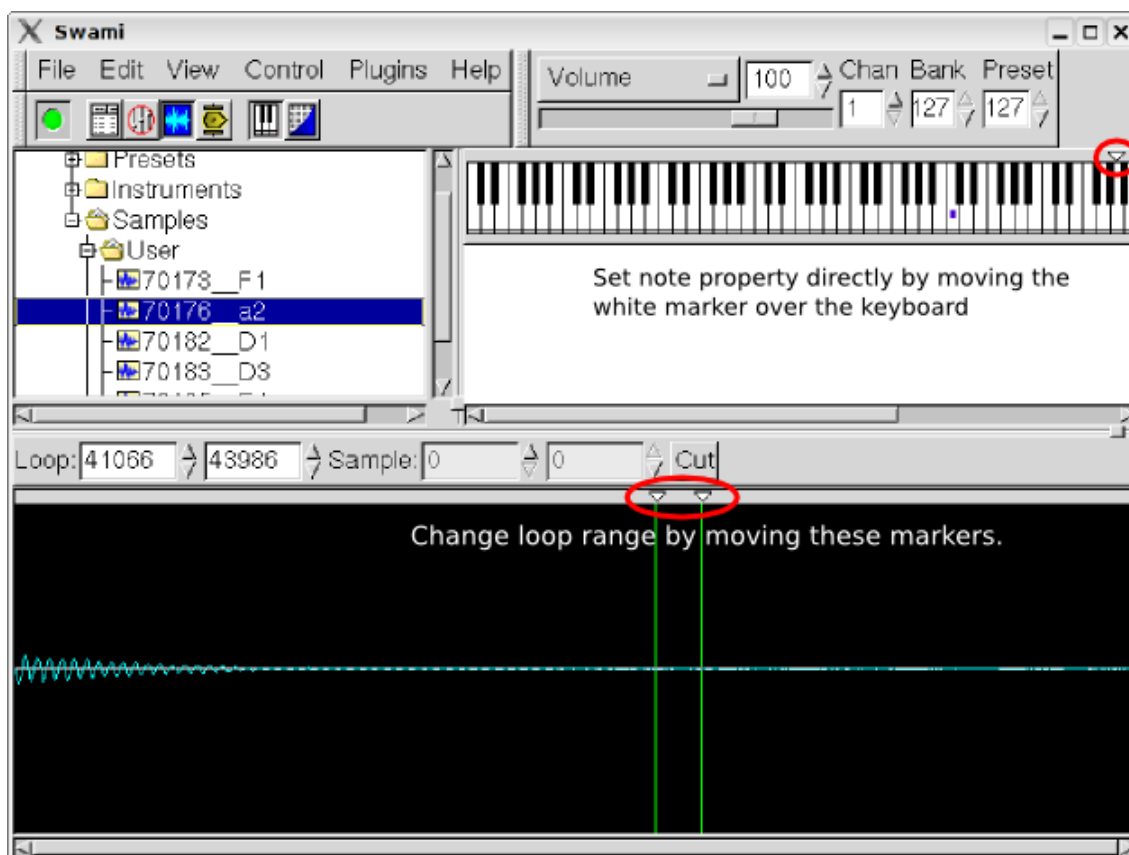 Swami
File Edit View Control Plugins Help
Volume 100 Chan Bank Preset
1 127 127
Presets
Instruments
Samples
User
70173__F1
70176__a2
70182__D1
70183__D3
Set note property directly by moving the
white marker over the keyboard
Loop: 41066 43986 Sample: 0 0 Cut
Change loop range by moving these markers.